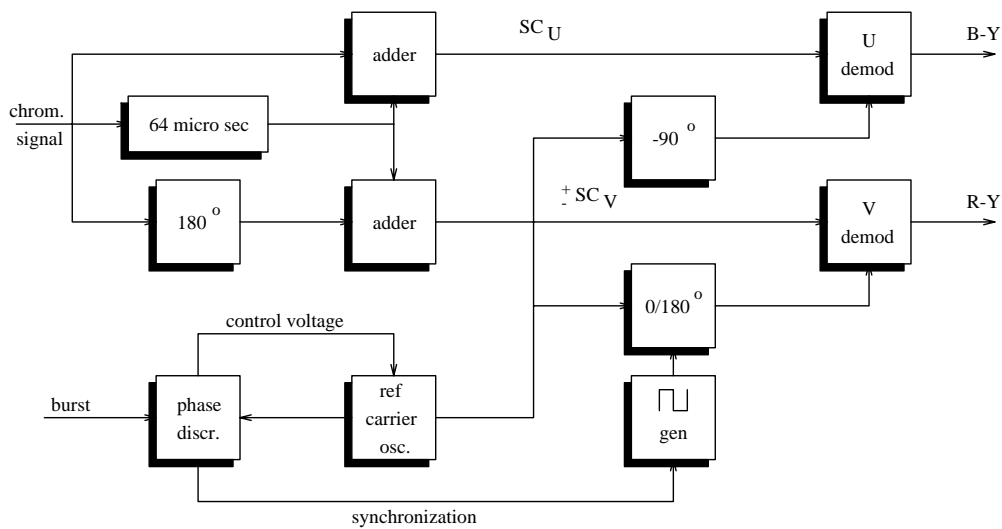 SC U
B-Y
adder
U
demod
chrom.
signal
64 micro sec
-90 o
+
- SC V
R-Y
180 o
adder
V
demod
0/180 o
control voltage
burst
phase
discr.
ref
carrier
osc.
gen
synchronization